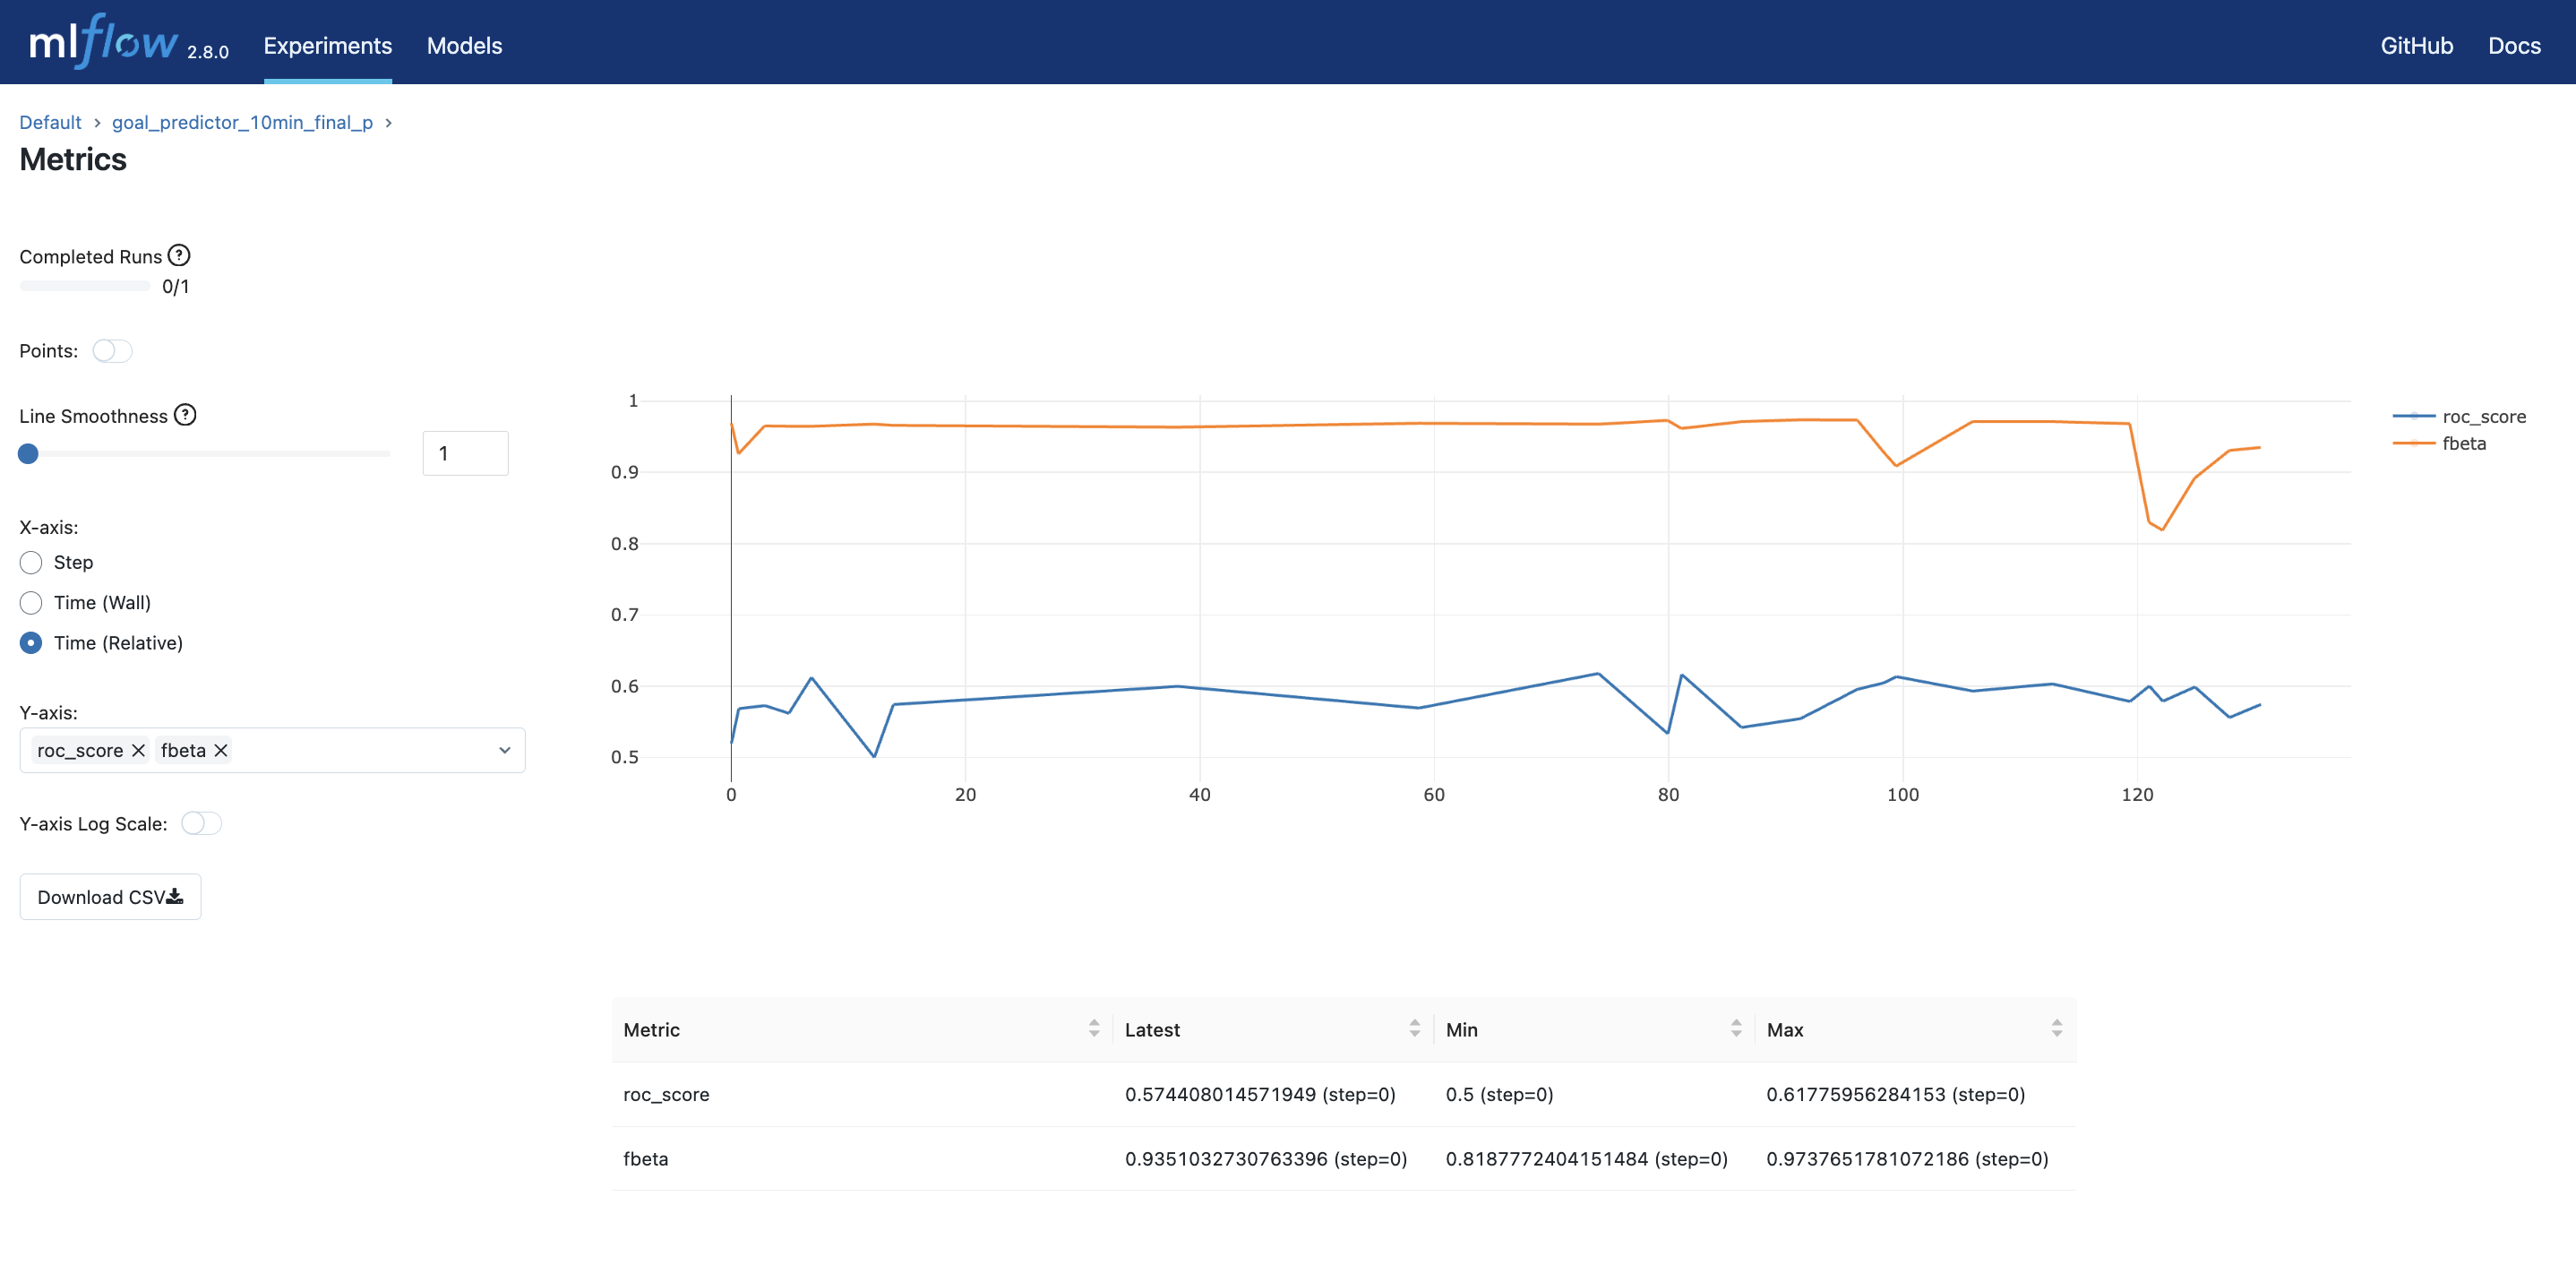 mlflow 2.8.0 Experiments Models GitHub Docs
Default > goal_predictor_10min_final_p >
Metrics
Completed Runs ?
0/1
Points:
Line Smoothness ?
1
X-axis:
Step
Time (Wall)
Time (Relative)
Y-axis:
roc_score × fbeta ×
Y-axis Log Scale:
Download CSV
1
0.9
0.8
0.7
0.6
0.5
0 20 40 60 80 100 120
roc_score
fbeta
Metric Latest Min Max
roc_score 0.574408014571949 (step=0) 0.5 (step=0) 0.61775956284153 (step=0)
fbeta 0.9351032730763396 (step=0) 0.8187772404151484 (step=0) 0.9737651781072186 (step=0)